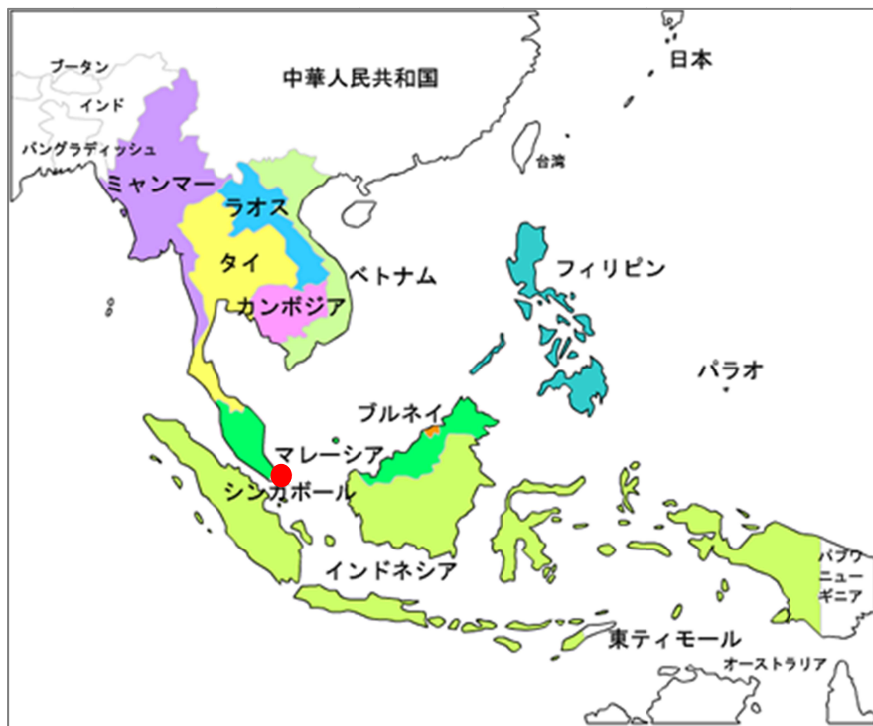 日本
ブータン
中華人民共和国
インド
バングラディッシュ
台湾
ミャンマー
ラオス
タイ
ベトナム
フィリピン
カンボジア
パラオ
ブルネイ
マレーシア
シンガポール
インドネシア
パプワ
ニュー
ギニア
東ティモール
オーストラリア